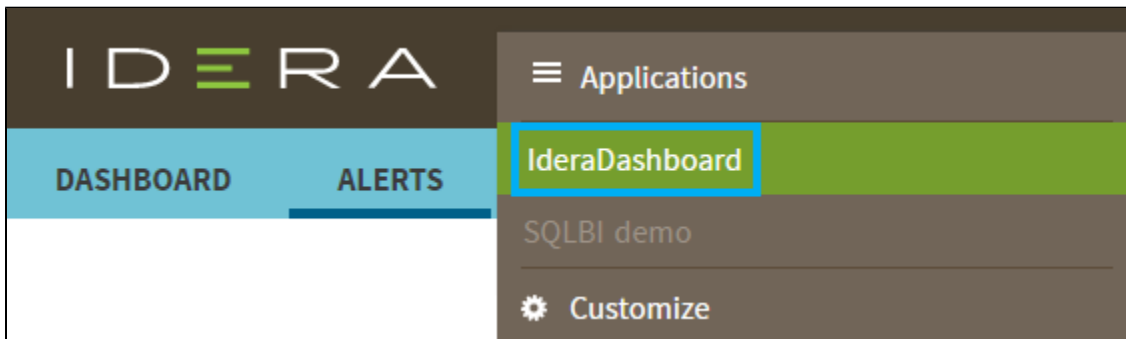 IDERA
Applications
DASHBOARD
ALERTS
IderaDashboard
SQLBI demo
Customize